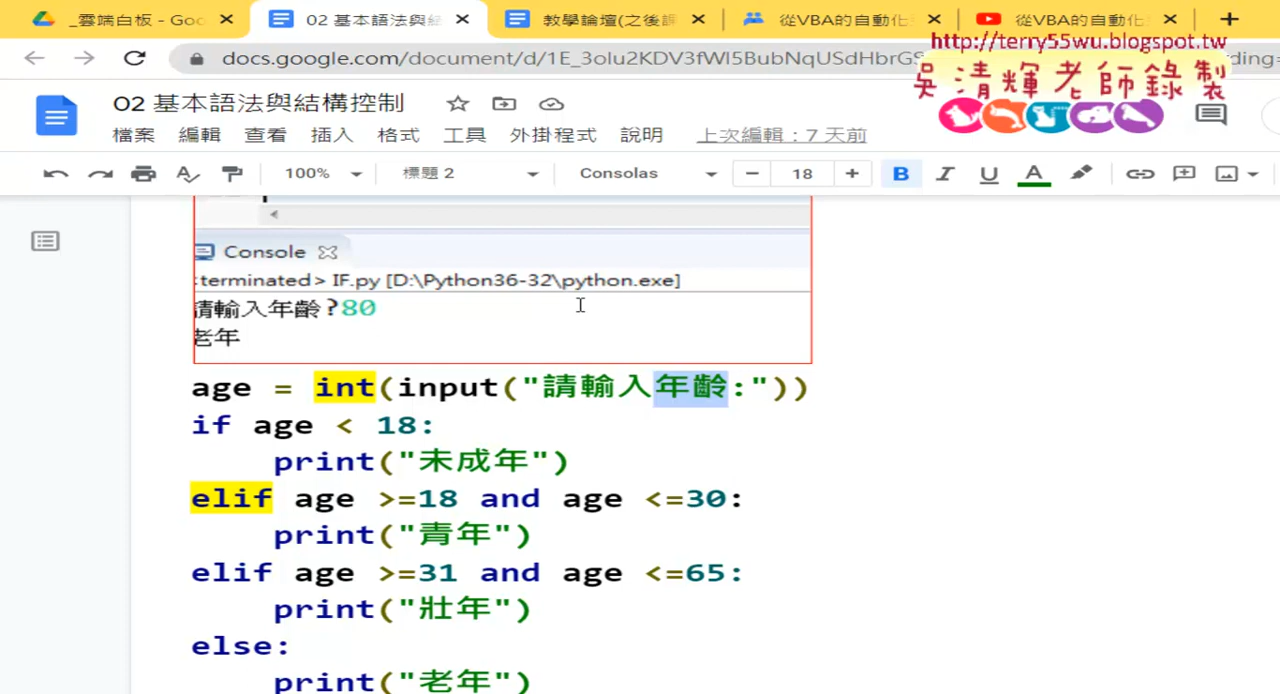 _雲端白板 - Goo
02 基本語法與結
教學論壇(之後課
從VBA的自動化
從VBA的自動化
docs.google.com/document/d/1E_3oIu2KDV3fWI5BubNqUSdHbrGS
ding=
http://terry55wu.blogspot.tw
吳清輝老師錄製
02 基本語法與結構控制
檔案 編輯 查看 插入 格式 工具 外掛程式 說明 上次編輯：7 天前
100% 標題 2 Consolas 18 B I U A
Console
<terminated> IF.py [D:\Python36-32\python.exe]
請輸入年齡?80
老年
age = int(input("請輸入年齡:"))
if age < 18:
print("未成年")
elif age >=18 and age <=30:
print("青年")
elif age >=31 and age <=65:
print("壯年")
else:
print("老年")